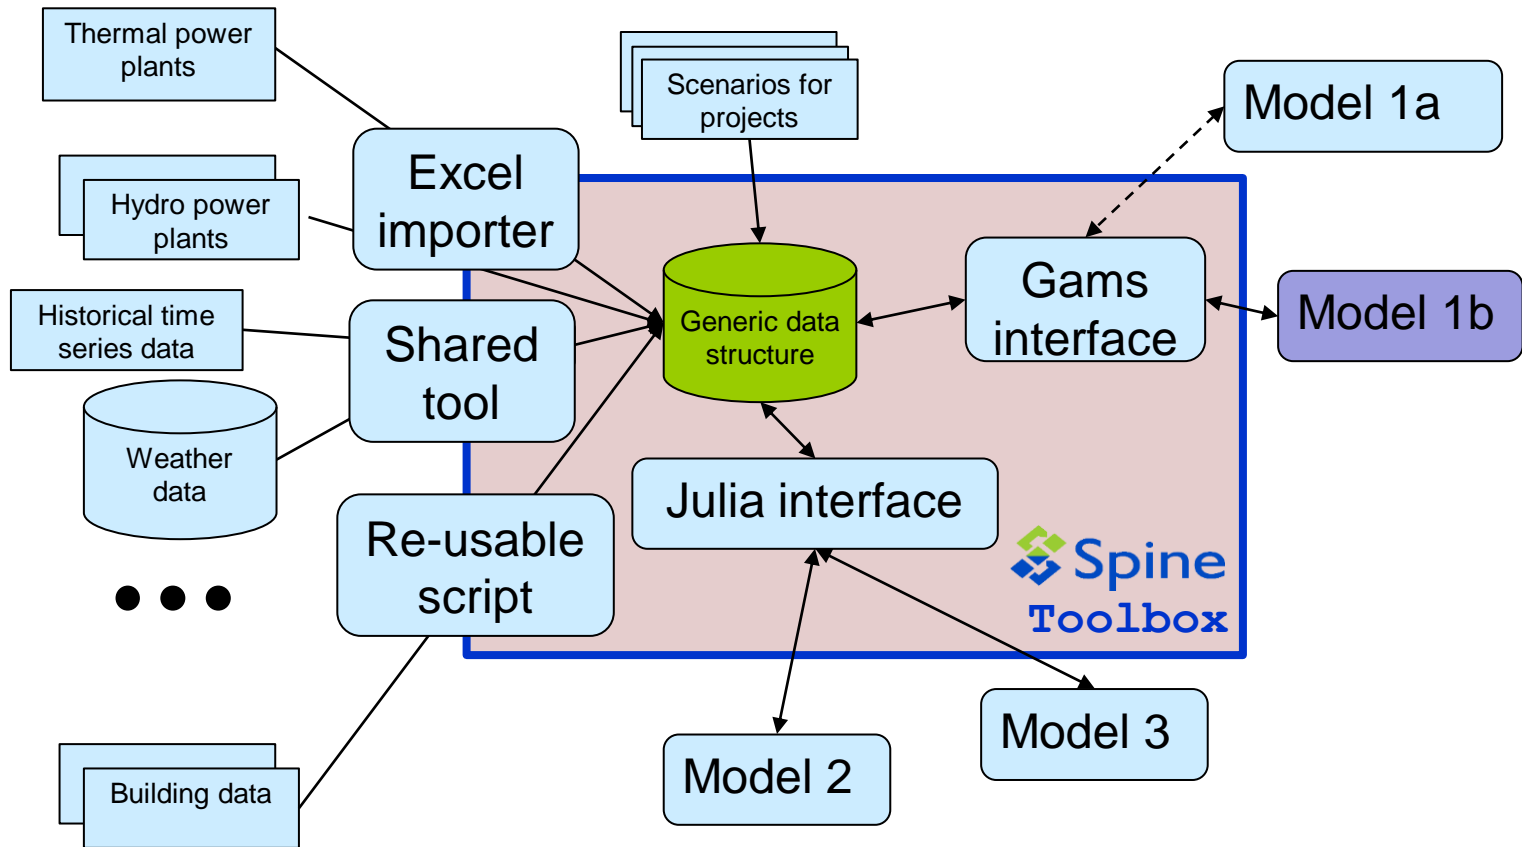 Thermal power
plants
Scenarios for
projects
Model 1a
Excel
importer
Hydro power
plants
Gams
interface
Model 1b
Historical time
series data
Shared
tool
Generic data
structure
Weather
data
Julia interface
Re-usable
script
Spine
Toolbox
Model 3
Model 2
Building data